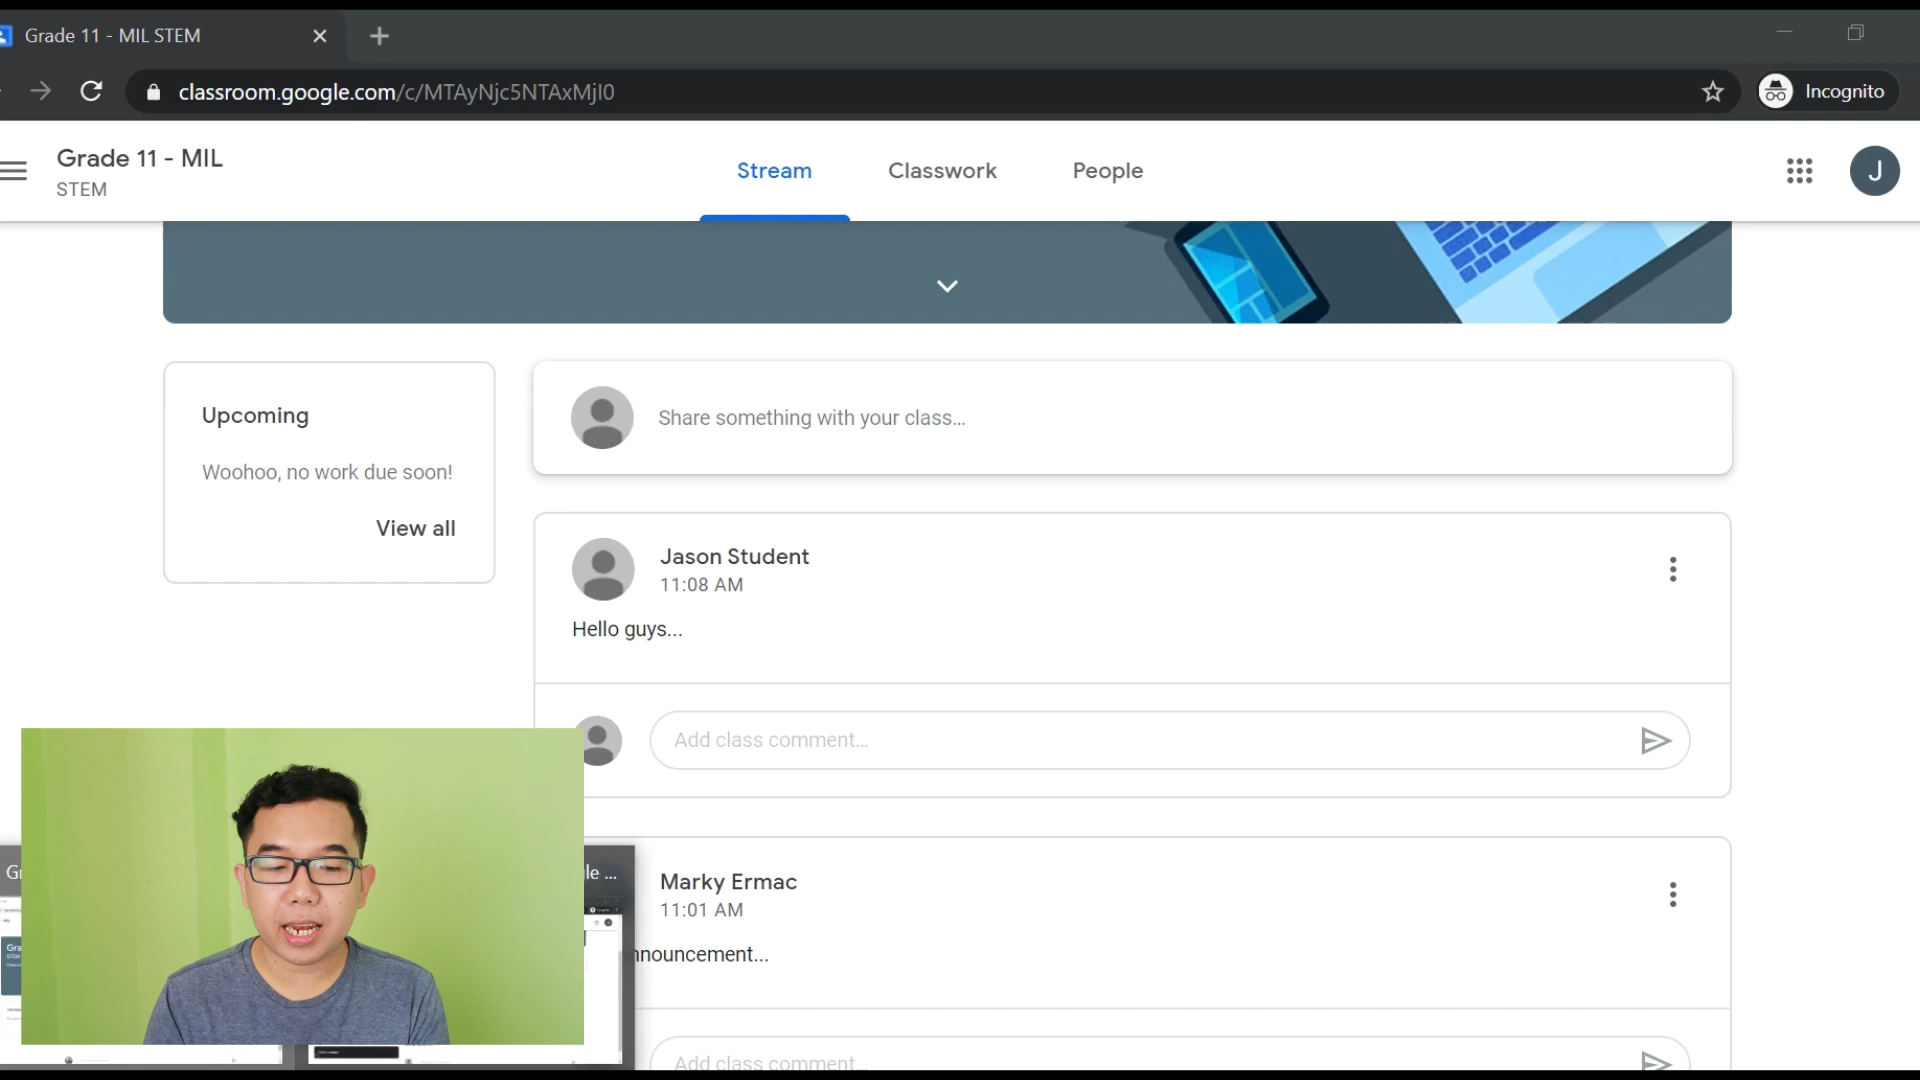 Grade 11 - MIL STEM
classroom.google.com/c/MTAyNjc5NTAxMjI0
Incognito
Grade 11 - MIL
STEM
Stream
Classwork
People
J
Upcoming
Woohoo, no work due soon!
View all
Share something with your class...
Jason Student
11:08 AM
Hello guys...
Add class comment...
Marky Ermac
11:01 AM
nnouncement...
Add class comment...